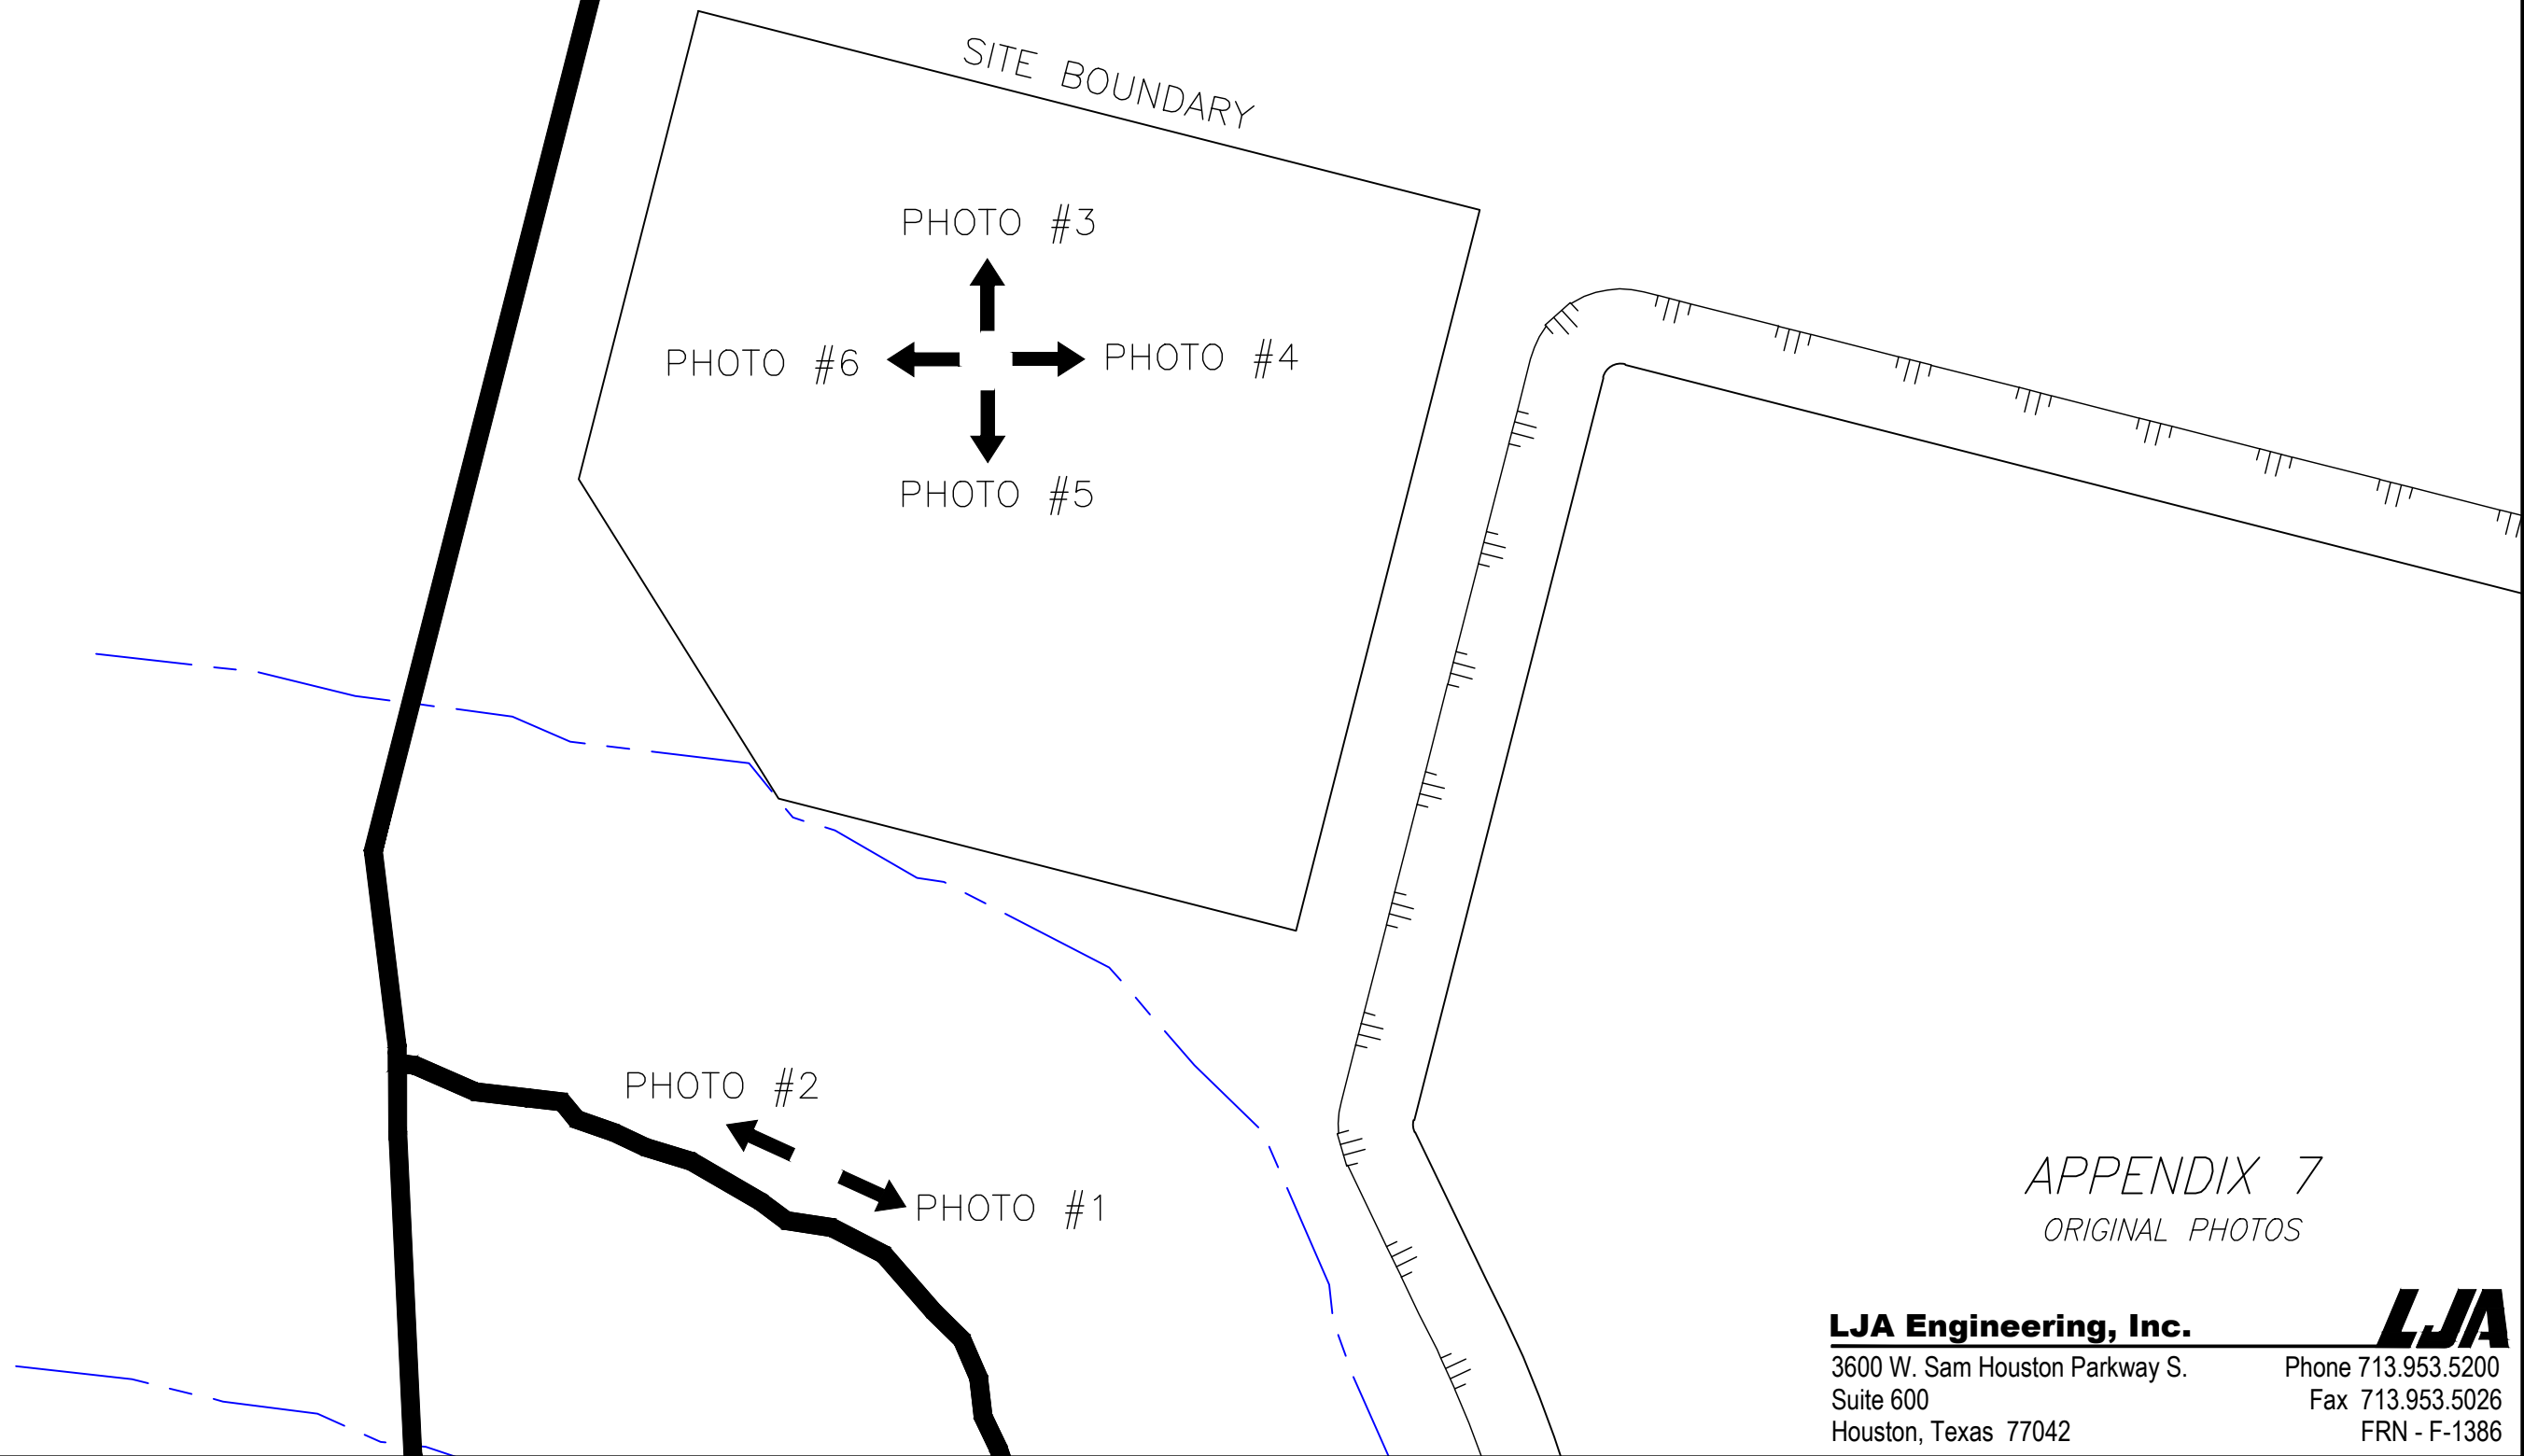 SITE BOUNDARY
PHOTO #3
PHOTO #6
PHOTO #4
PHOTO #5
PHOTO #2
PHOTO #1
APPENDIX 7
ORIGINAL PHOTOS
LJA Engineering, Inc.
LJA
3600 W. Sam Houston Parkway S.
Phone 713.953.5200
Suite 600
Fax 713.953.5026
Houston, Texas 77042
FRN - F-1386